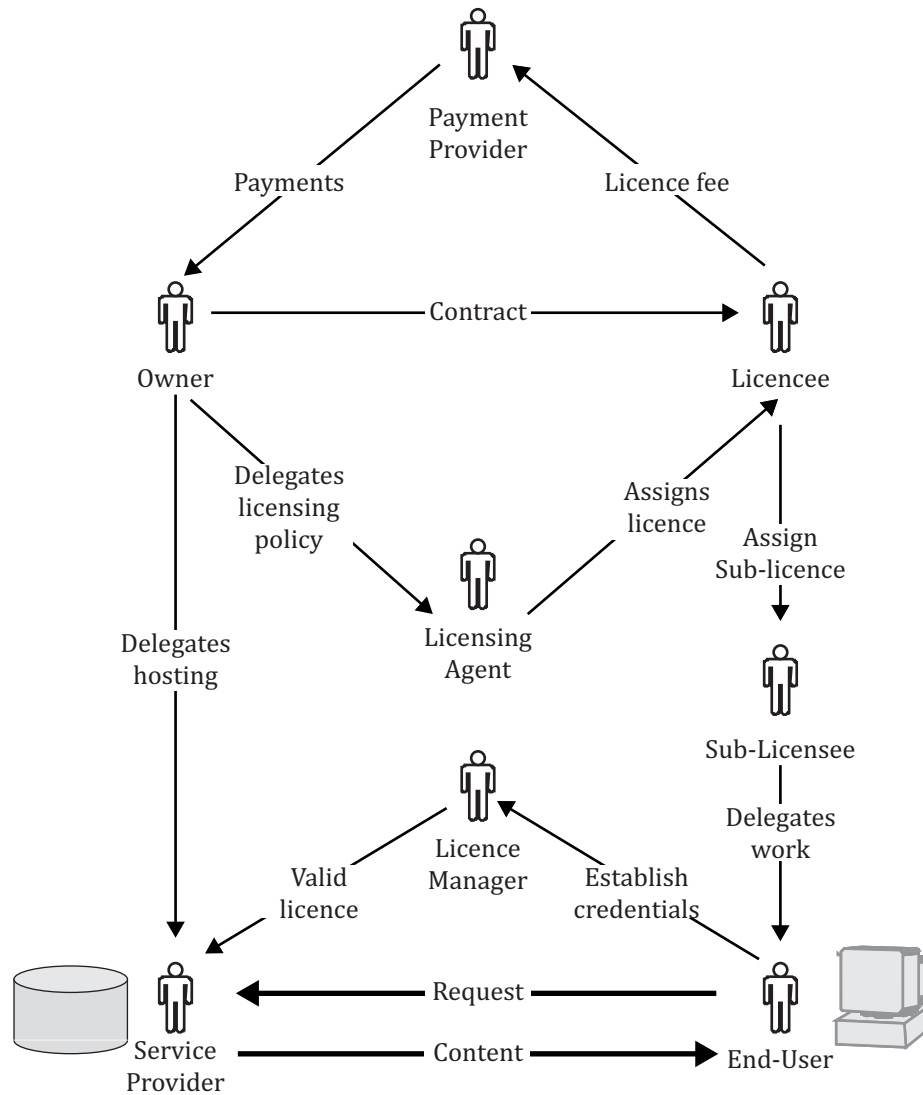 Payment
Provider
Payments
Licence fee
Contract
Owner
Licencee
Delegates
licensing
policy
Assigns
licence
Assign
Sub-licence
Licensing
Agent
Delegates
hosting
Sub-Licensee
Licence
Manager
Delegates
work
Valid
licence
Establish
credentials
Request
Content
Service
Provider
End-User